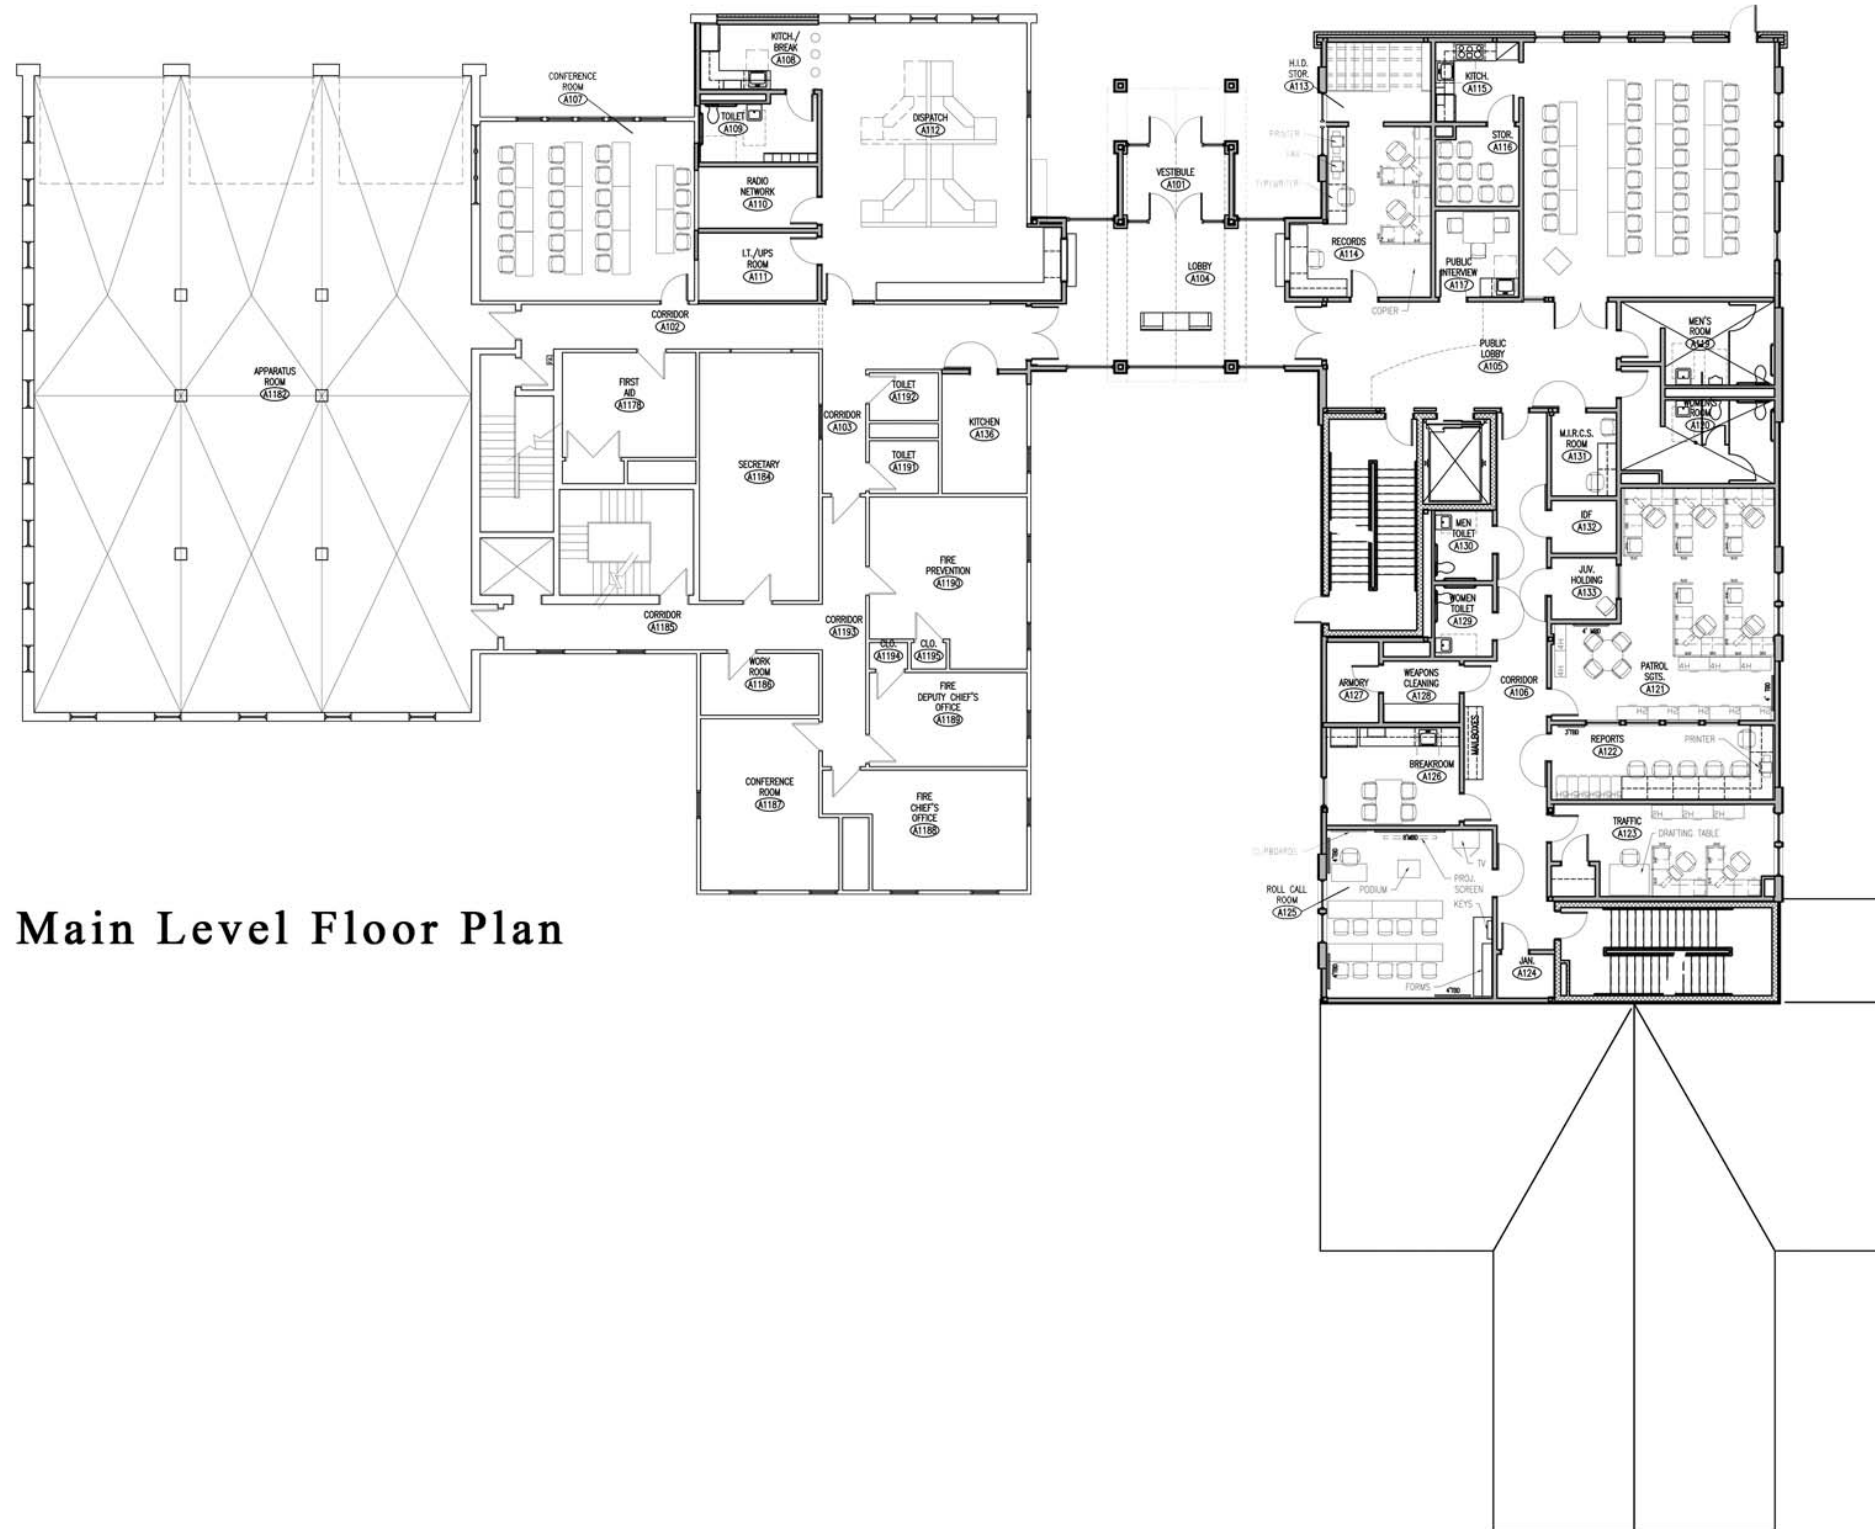 KITCH./
BREAK
A108
CONFERENCE
ROOM
A107
TOILET
A109
DISPATCH
A112
RADIO
NETWORK
A110
I.T./UPS
ROOM
A111
VESTIBULE
A101
LOBBY
A104
H.I.D.
STOR.
A113
KITCH.
A115
STOR.
A116
PRINTER
TYPEWRITER
RECORDS
A114
PUBLIC
INTERVIEW
A117
COPIER
CORRIDOR
A102
PUBLIC
LOBBY
A105
MEN'S
ROOM
A119
WOMEN'S
ROOM
A120
APPARATUS
ROOM
A1182
FIRST
AID
A1178
SECRETARY
A1184
CORRIDOR
A103
TOILET
A1192
TOILET
A1191
KITCHEN
A136
M.I.R.C.S.
ROOM
A131
IDF
A132
MEN
TOILET
A130
JUV.
HOLDING
A133
WOMEN
TOILET
A129
FIRE
PREVENTION
A1190
CORRIDOR
A1185
CORRIDOR
A1193
CLO.
A1194
CLO.
A1195
WORK
ROOM
A1186
FIRE
DEPUTY CHIEF'S
OFFICE
A1189
ARMORY
A127
WEAPONS
CLEANING
A128
CORRIDOR
A106
PATROL
SGTS.
A121
MAILBOXES
REPORTS
A122
PRINTER
BREAKROOM
A126
CONFERENCE
ROOM
A1187
FIRE
CHIEF'S
OFFICE
A1188
TRAFFIC
A123
DRAFTING TABLE
TV
PODIUM
PROJ.
SCREEN
KEYS
ROLL CALL
ROOM
A125
FORMS
JAN.
A124
Main Level Floor Plan